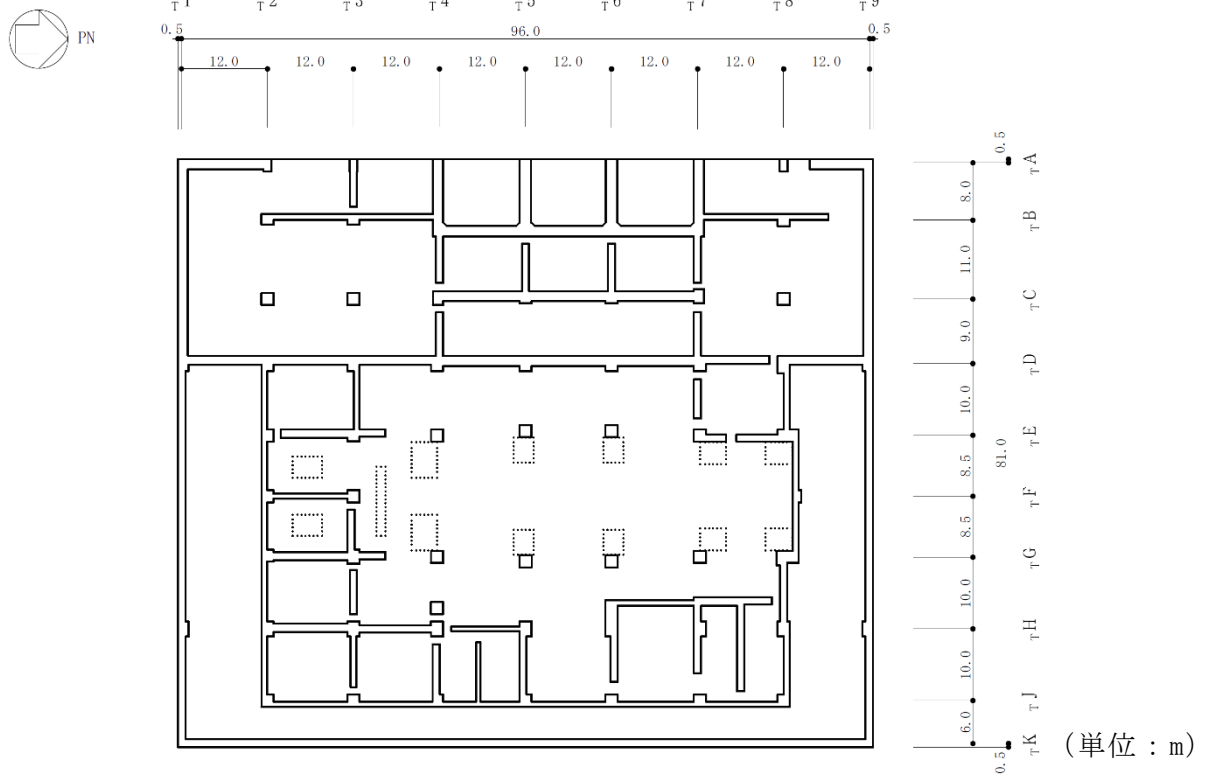 T1 T2 T3 T4 T5 T6 T7 T8 T9
PN
0.5 96.0 0.5
12.0 12.0 12.0 12.0 12.0 12.0 12.0 12.0
0.5
TA
8.0
TB
11.0
TC
9.0
TD
10.0
TE
8.5
81.0
TF
8.5
TG
10.0
TH
10.0
TJ
6.0
TK
0.5
(単位:m)